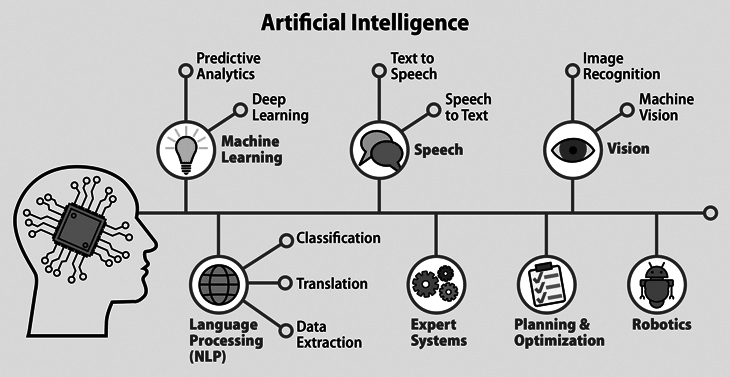 Artificial Intelligence
Predictive
Analytics
Deep
Learning
Machine
Learning
Text to
Speech
Speech
to Text
Speech
Image
Recognition
Machine
Vision
Vision
Classification
Translation
Data
Extraction
Language
Processing
(NLP)
Expert
Systems
Planning &
Optimization
Robotics